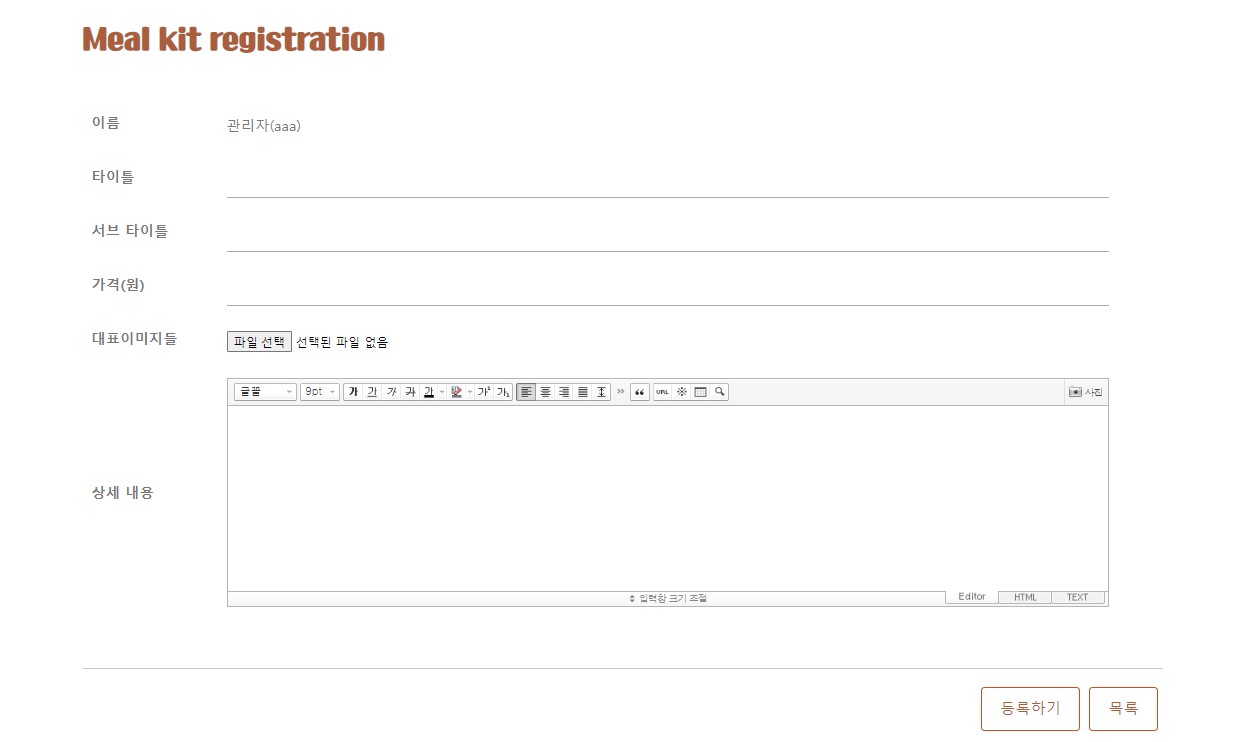 Meal kit registration
이름 관리자(aaa)
타이틀
서브 타이틀
가격(원)
대표이미지들 파일 선택 선택된 파일 없음
글꼴 9pt 가 가 가 가 가 가 가² 가₁ URL 사진
상세 내용
입력창 크기 조절 Editor HTML TEXT
등록하기 목록